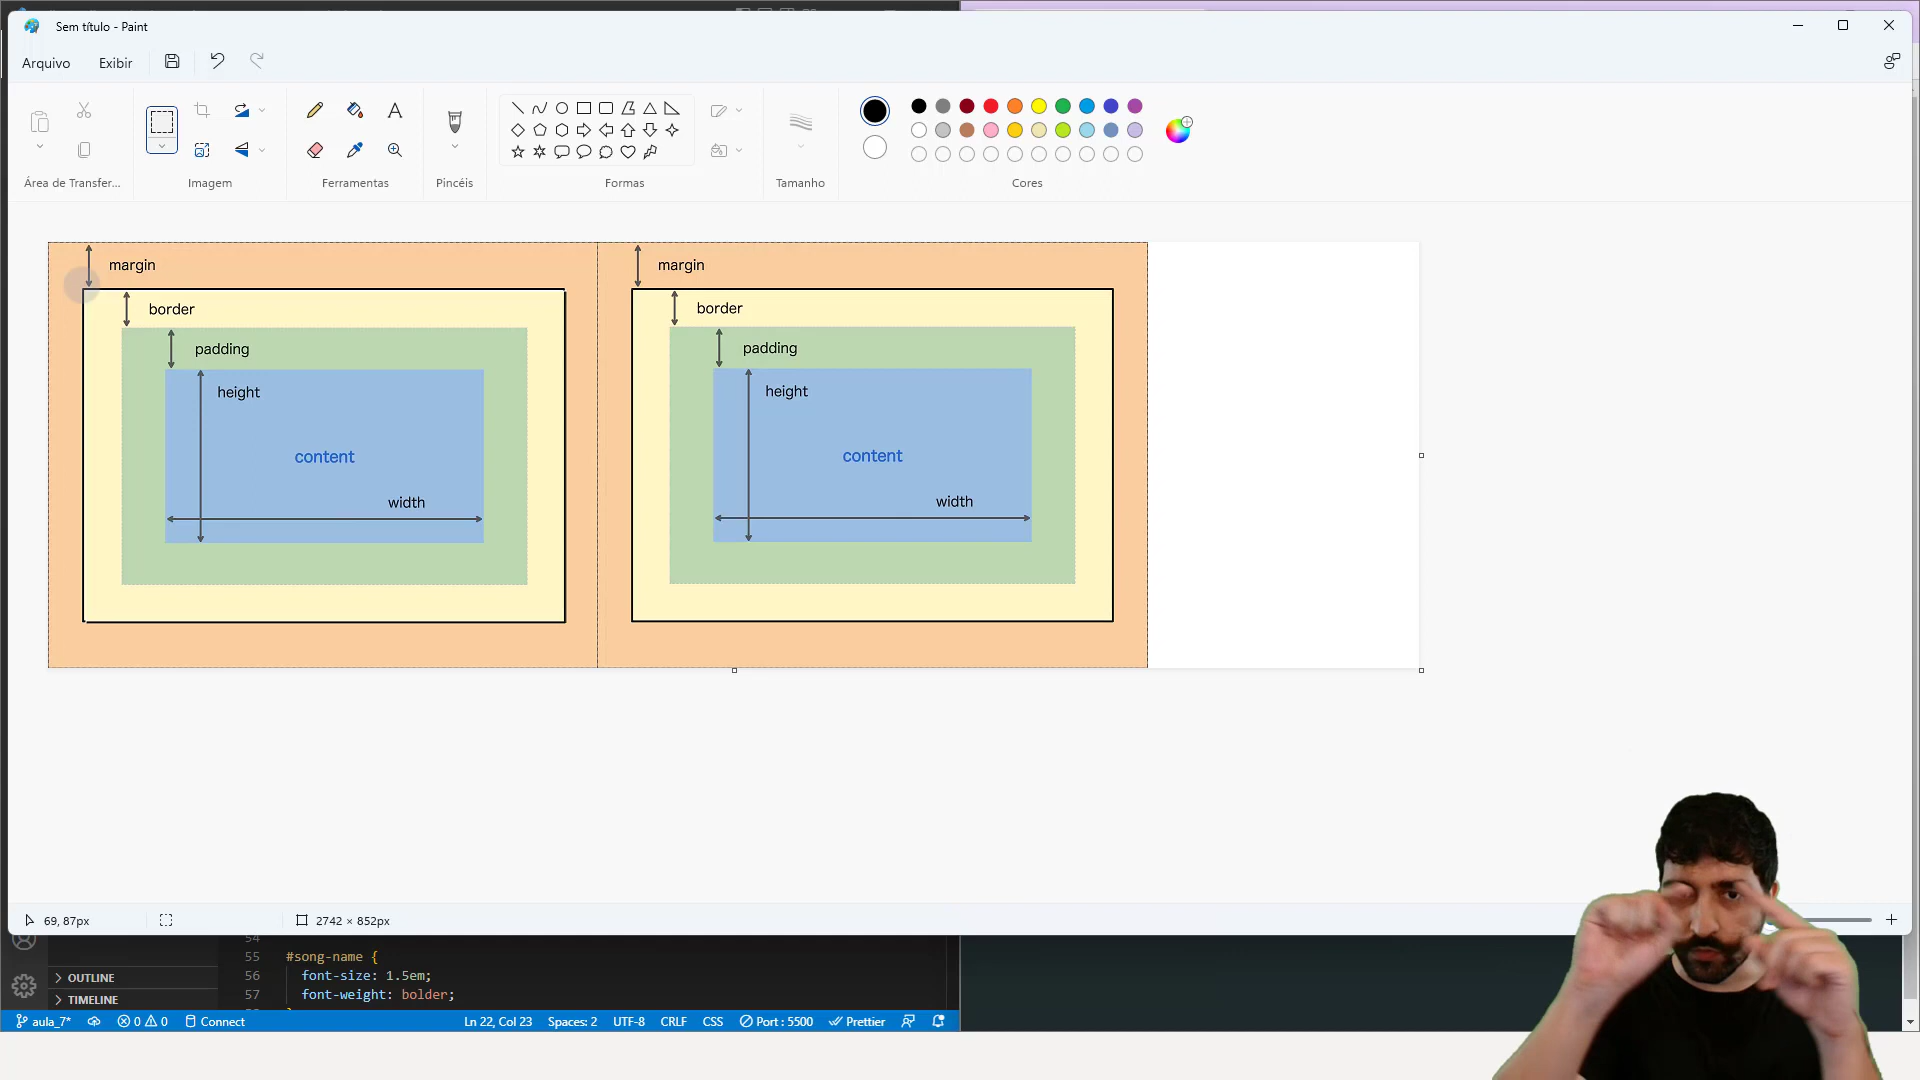 Sem título - Paint
Arquivo
Exibir
Área de Transfer...
Imagem
Ferramentas
Pincéis
Formas
Tamanho
Cores
margin
margin
border
border
padding
padding
height
height
content
content
width
width
69, 87px
2742 × 852px
54
55
#song-name {
56
font-size: 1.5em;
57
font-weight: bolder;
OUTLINE
TIMELINE
aula_7*
0
0
Connect
Ln 22, Col 23
Spaces: 2
UTF-8
CRLF
CSS
Port : 5500
Prettier